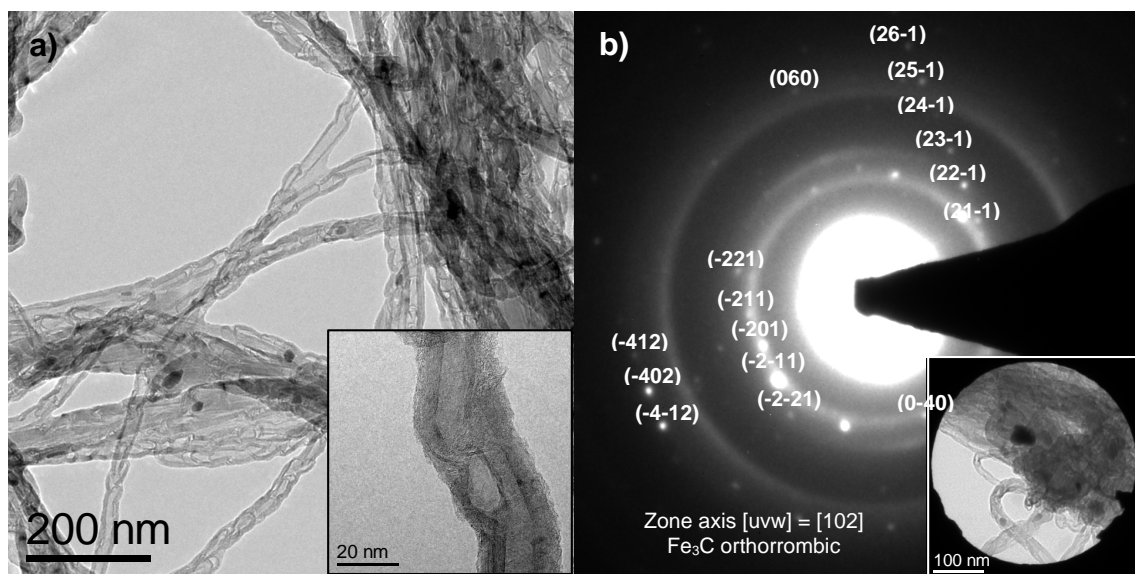 a)
200 nm
20 nm
b)
(26-1)
(25-1)
(060)
(24-1)
(23-1)
(22-1)
(21-1)
(-221)
(-211)
(-201)
(-412)
(-2-11)
(-402)
(-2-21)
(0-40)
(-4-12)
Zone axis [uvw] = [102]
Fe₃C orthorrombic
100 nm